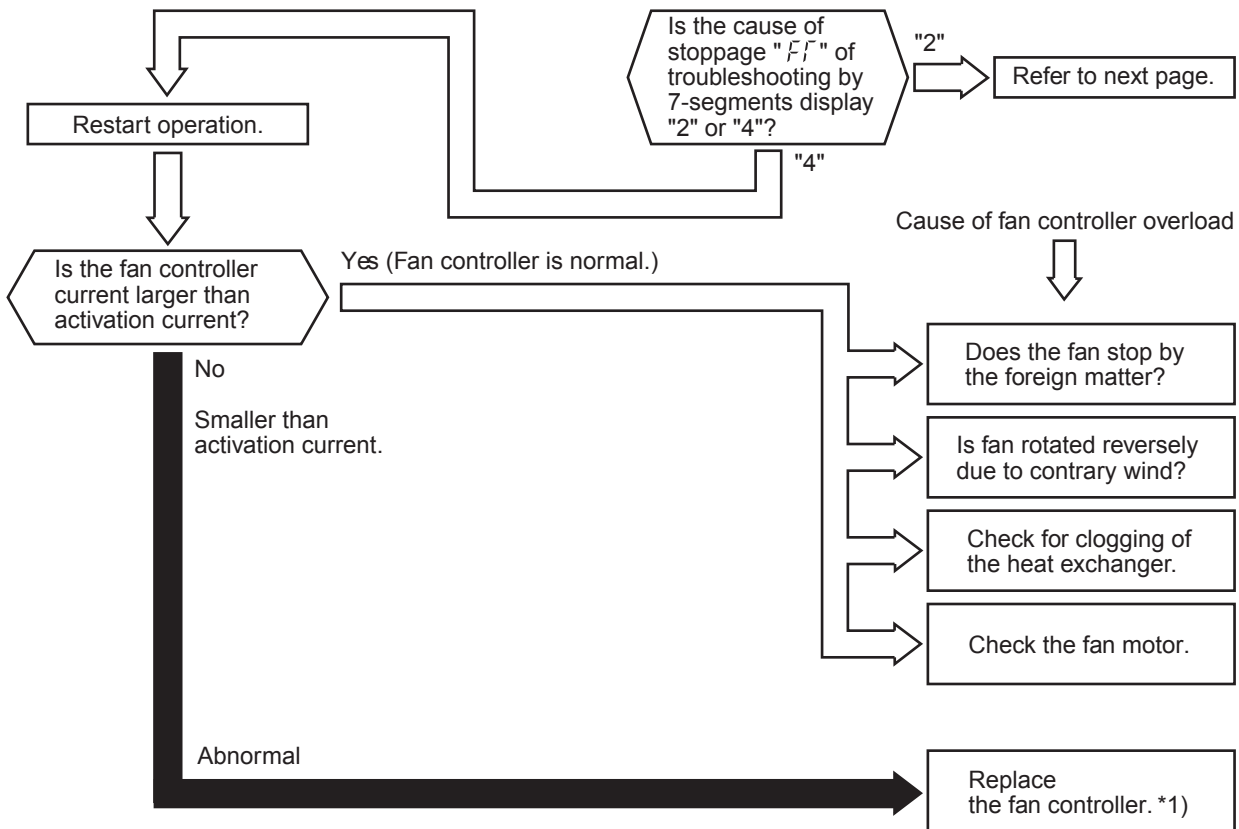 Is the cause of
stoppage "FT" of
troubleshooting by
7-segments display
"2" or "4"?
"2"
Refer to next page.
"4"
Restart operation.
Cause of fan controller overload
Is the fan controller
current larger than
activation current?
Yes (Fan controller is normal.)
No
Smaller than
activation current.
Does the fan stop by
the foreign matter?
Is fan rotated reversely
due to contrary wind?
Check for clogging of
the heat exchanger.
Check the fan motor.
Abnormal
Replace
the fan controller. *1)